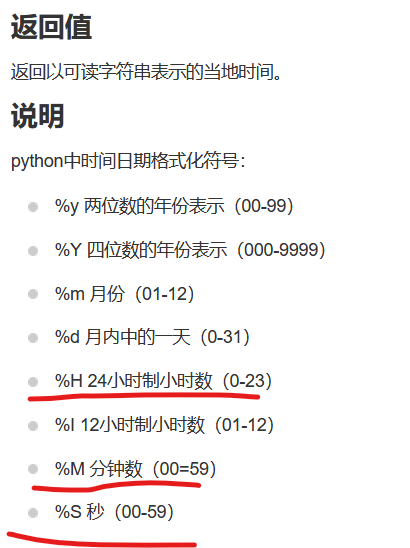 返回值
返回以可读字符串表示的当地时间。
说明
python中时间日期格式化符号：
%y 两位数的年份表示（00-99）
%Y 四位数的年份表示（000-9999）
%m 月份（01-12）
%d 月内中的一天（0-31）
%H 24小时制小时数（0-23）
%I 12小时制小时数（01-12）
%M 分钟数（00=59）
%S 秒（00-59）